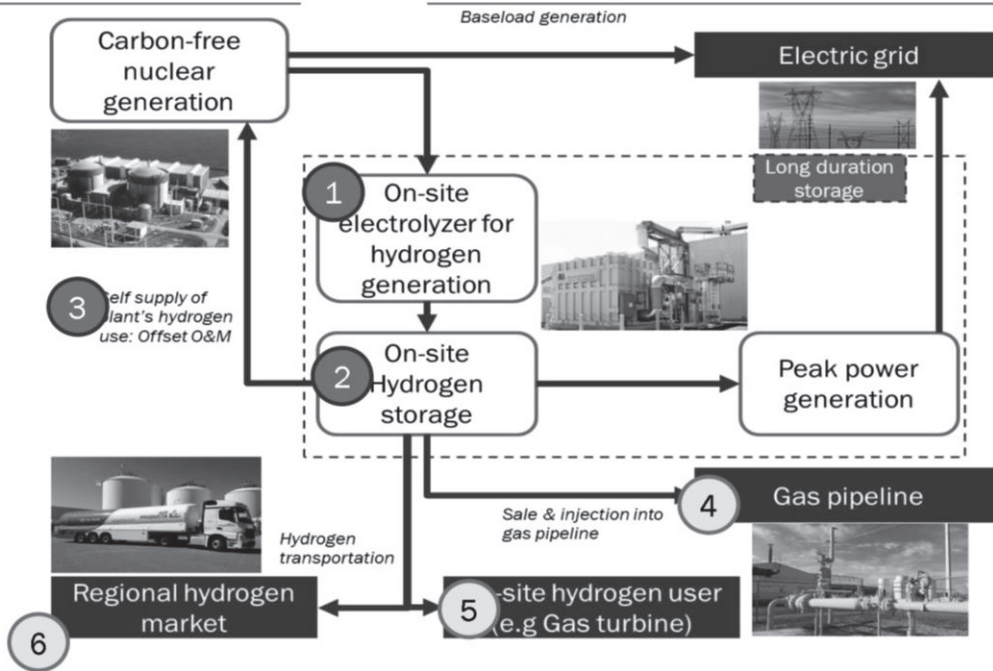 Baseload generation
Carbon-free
nuclear
generation
Electric grid
Long duration
storage
1
On-site
electrolyzer for
hydrogen
generation
3
elf supply of
lant's hydrogen
use: Offset O&M
2
On-site
Hydrogen
storage
Peak power
generation
4
Gas pipeline
Sale & injection into
gas pipeline
Hydrogen
transportation
Regional hydrogen
market
5
-site hydrogen user
(e.g Gas turbine)
6